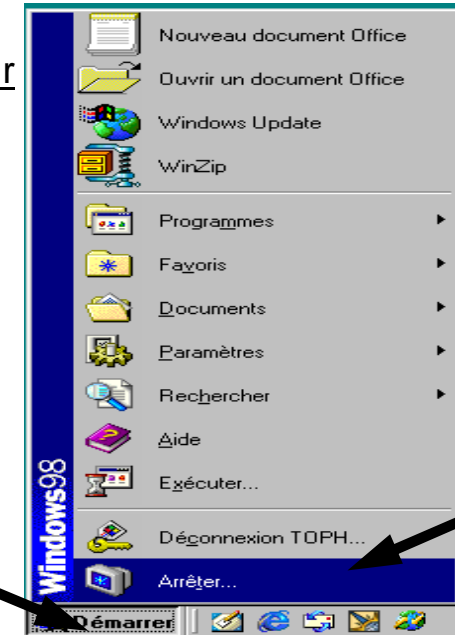 Nouveau document Office
r
Ouvrir un document Office
Windows Update
WinZip
Programmes
Favoris
Documents
Paramètres
Rechercher
Aide
Exécuter...
Déconnexion TOPH...
Arrêter...
Windows98
Démarrer